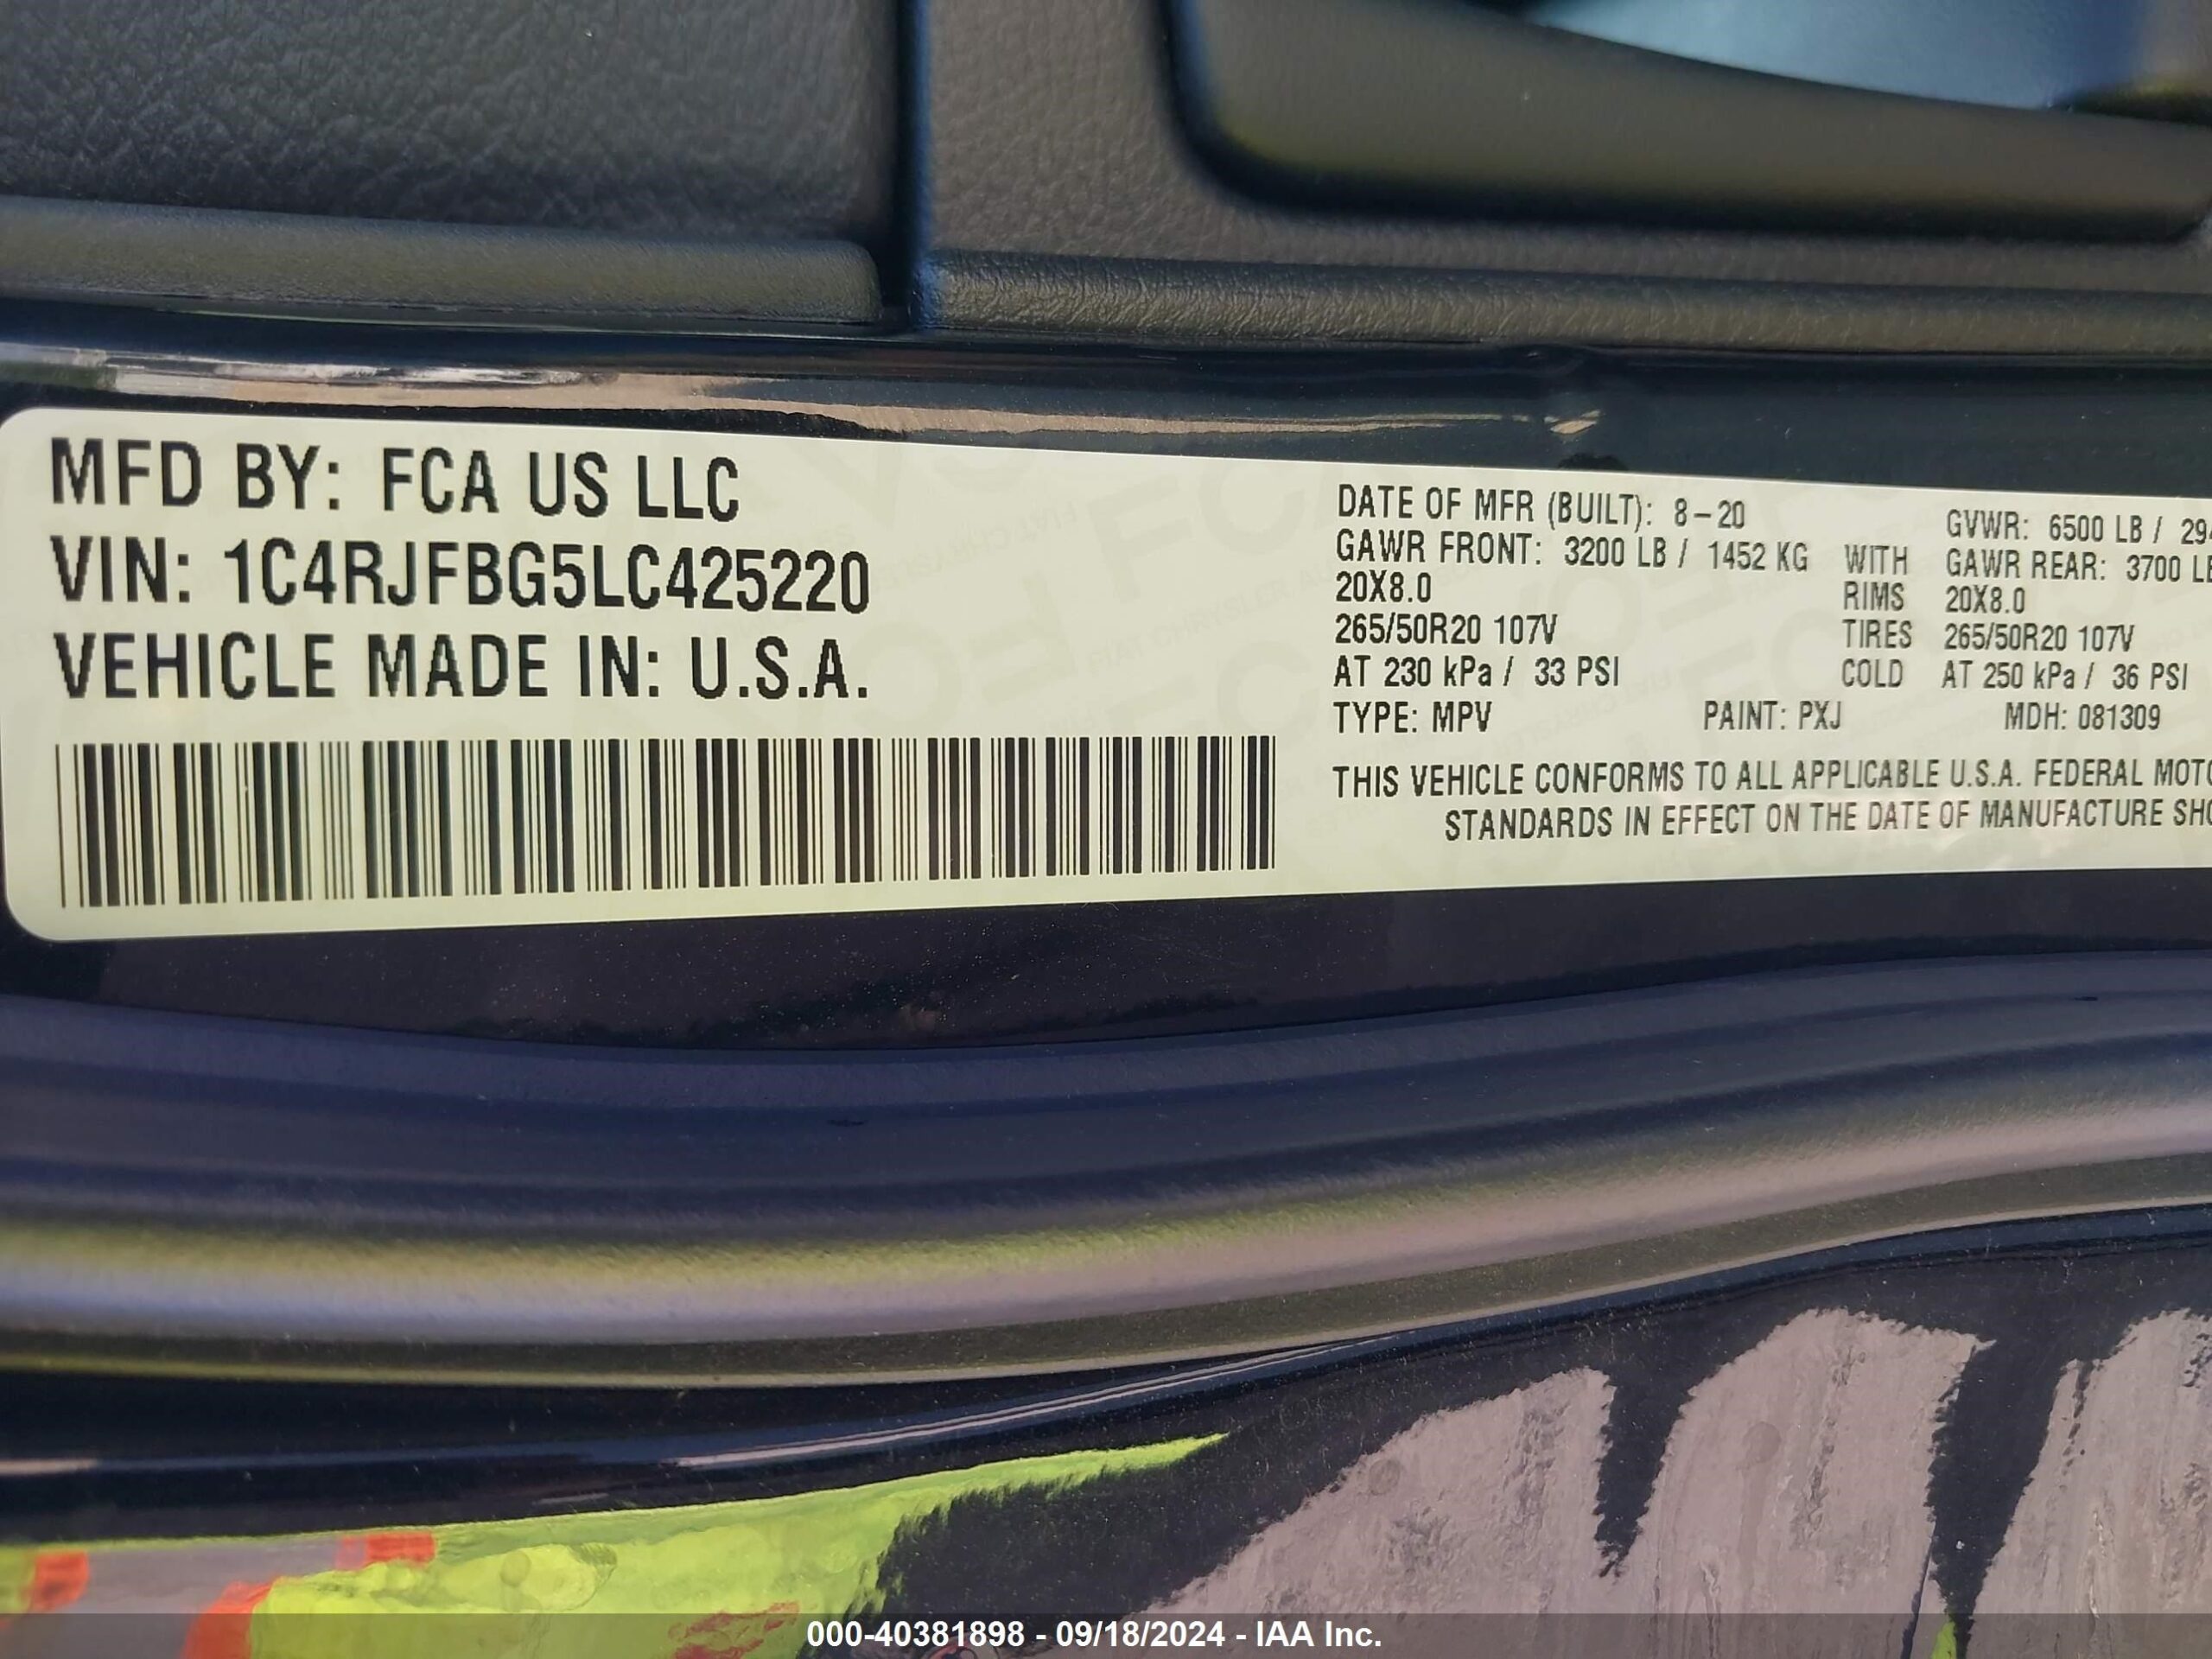 MFD BY: FCA US LLC
VIN: 1C4RJFBG5LC425220
VEHICLE MADE IN: U.S.A.
DATE OF MFR (BUILT): 8-20 GVWR: 6500 LB /
GAWR FRONT: 3200 LB / 1452 KG WITH GAWR REAR: 3700 LB
20X8.0 RIMS 20X8.0
265/50R20 107V TIRES 265/50R20 107V
AT 230 kPa / 33 PSI COLD AT 250 kPa / 36 PSI
TYPE: MPV PAINT: PXJ MDH: 081309
THIS VEHICLE CONFORMS TO ALL APPLICABLE U.S.A. FEDERAL
STANDARDS IN EFFECT ON THE DATE OF MANUFACTURE
000-40381898 - 09/18/2024 - IAA Inc.